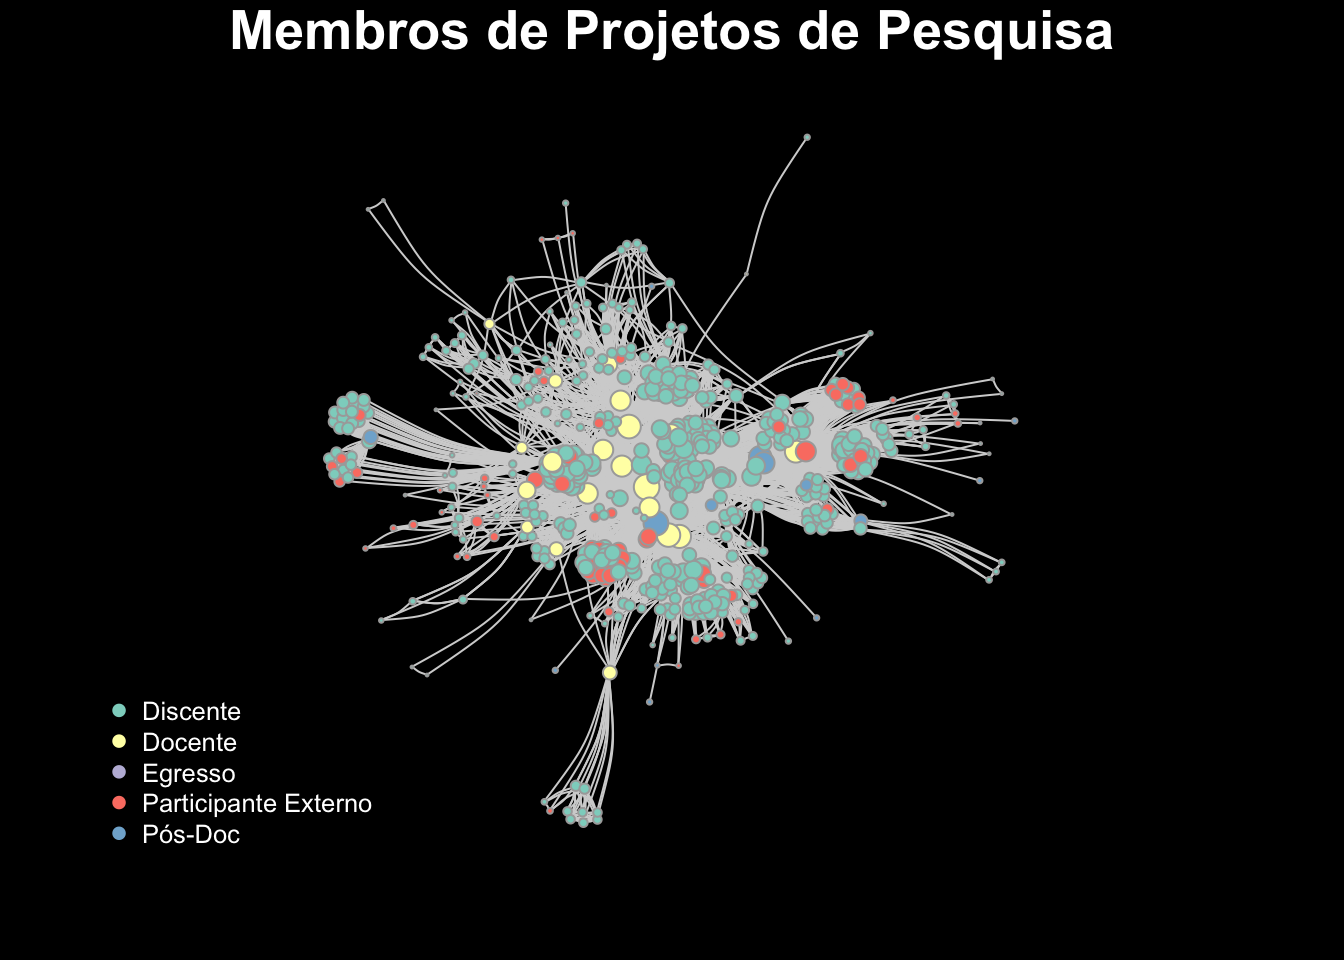 Membros de Projetos de Pesquisa
Discente
Docente
Egresso
Participante Externo
Pós-Doc